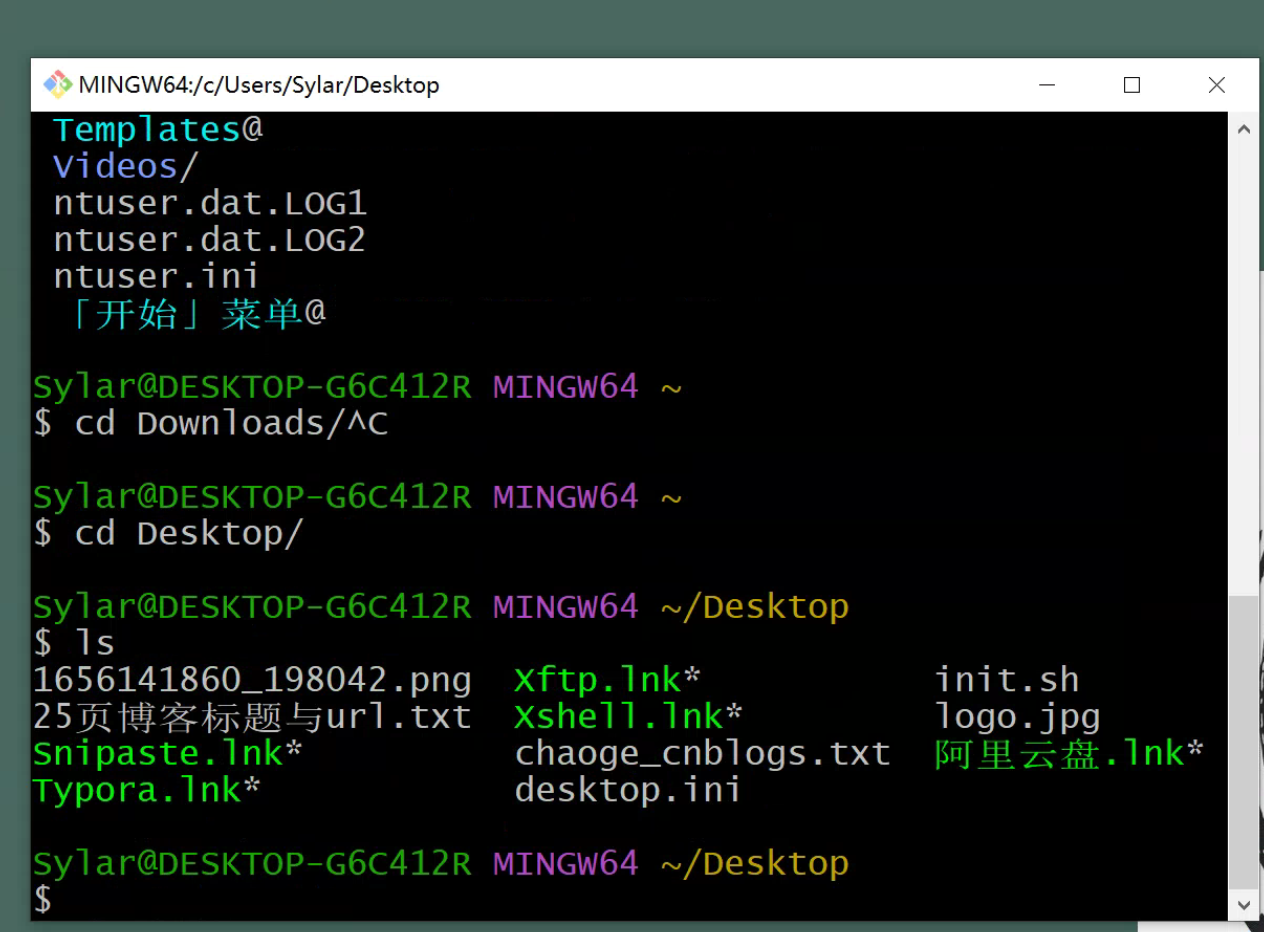 MINGW64:/c/Users/Sylar/Desktop
Templates@
Videos/
ntuser.dat.LOG1
ntuser.dat.LOG2
ntuser.ini
「开始」菜单@
Sylar@DESKTOP-G6C412R MINGW64 ~
$ cd Downloads/^C
Sylar@DESKTOP-G6C412R MINGW64 ~
$ cd Desktop/
Sylar@DESKTOP-G6C412R MINGW64 ~/Desktop
$ ls
1656141860_198042.png Xftp.lnk* init.sh
25页博客标题与url.txt Xshell.lnk* logo.jpg
Snipaste.lnk* chaoge_cnblogs.txt 阿里云盘.lnk*
Typora.lnk* desktop.ini
Sylar@DESKTOP-G6C412R MINGW64 ~/Desktop
$